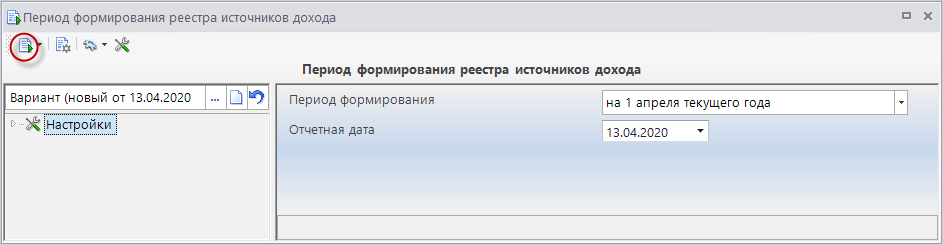 Период формирования реестра источников дохода
Период формирования реестра источников дохода
Вариант (новый от 13.04.2020 ...
Настройки
Период формирования на 1 апреля текущего года
Отчетная дата 13.04.2020